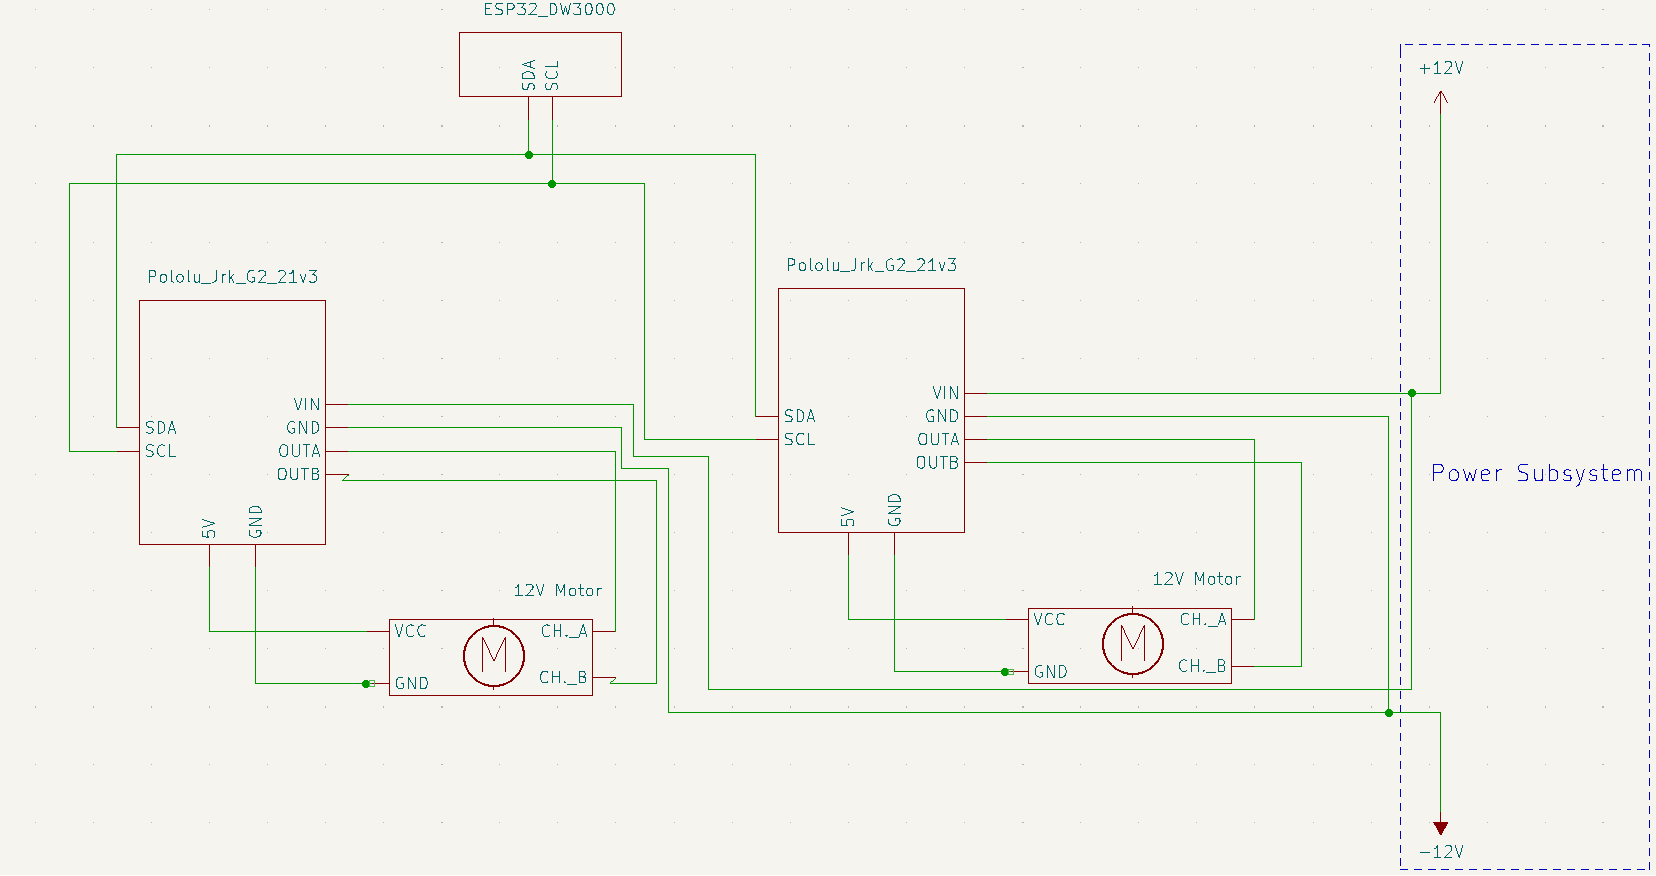 ESP32_DW3000
SDA
SCL
+12V
Pololu_Jrk_G2_21v3
SDA
SCL
VIN
GND
OUTA
OUTB
5V
GND
12V Motor
VCC
GND
M
CH._A
CH._B
Pololu_Jrk_G2_21v3
SDA
SCL
VIN
GND
OUTA
OUTB
5V
GND
12V Motor
VCC
GND
M
CH._A
CH._B
Power Subsystem
-12V